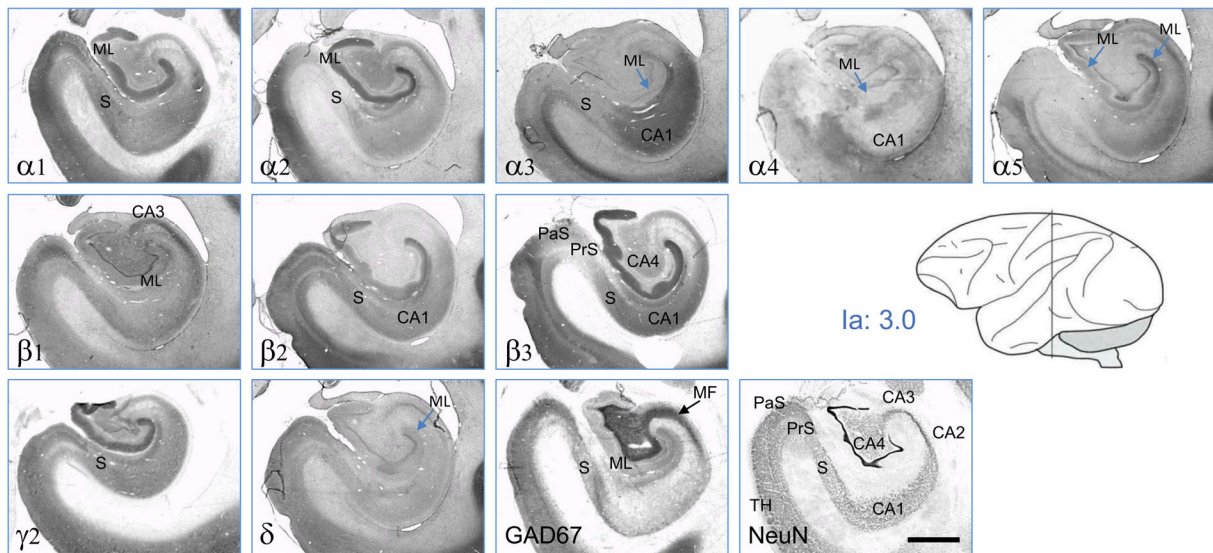 ML
S
α1
ML
S
α2
ML
S
CA1
α3
ML
CA1
α4
ML
ML
α5
CA3
ML
β1
S
CA1
β2
PaS
PrS
CA4
S
CA1
β3
Ia: 3.0
S
γ2
ML
δ
MF
S
ML
GAD67
PaS
CA3
PrS
CA2
CA4
S
TH
CA1
NeuN